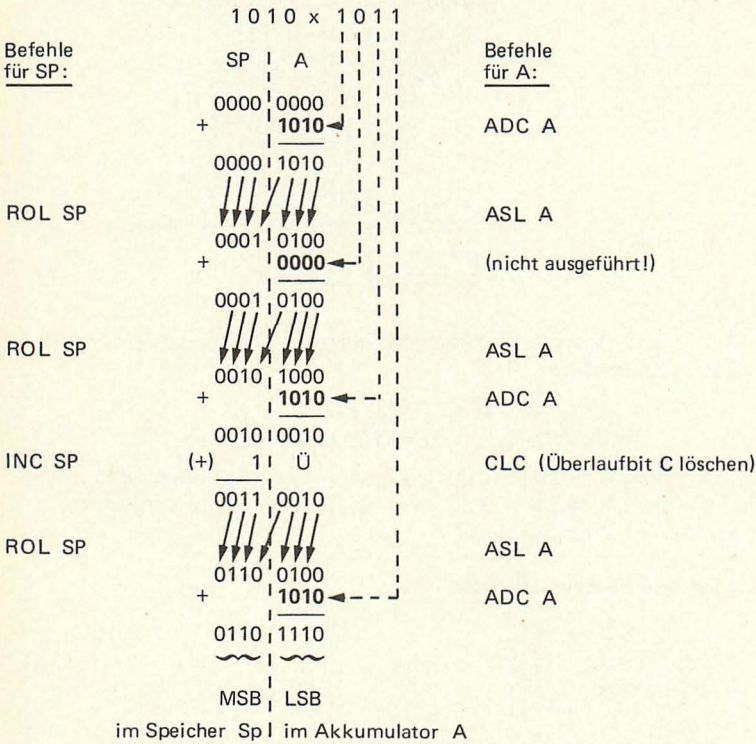 1010 x 1011
Befehle für SP:
SP A
Befehle für A:
0000 0000
+ 1010 ADC A
0000 1010
ROL SP ASL A
0001 0100
+ 0000 (nicht ausgeführt!)
0001 0100
ROL SP ASL A
0010 1000
+ 1010 ADC A
0010 0010
INC SP (+) 1 Ü CLC (Überlaufbit C löschen)
0011 0010
ROL SP ASL A
0110 0100
+ 1010 ADC A
0110 1110
MSB LSB
im Speicher Sp im Akkumulator A